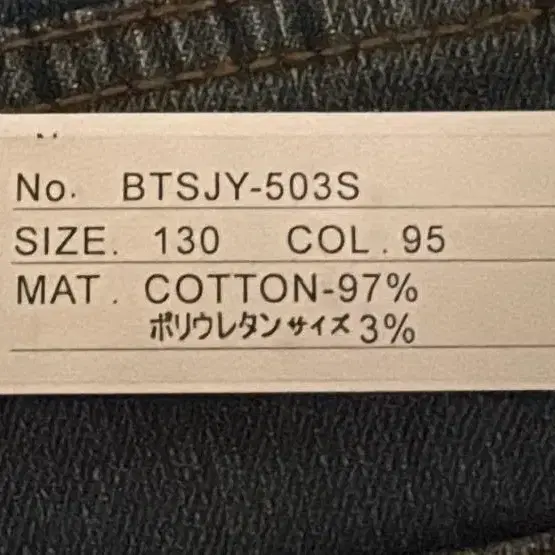 No. BTSJY-503S
SIZE. 130 COL. 95
MAT. COTTON-97%
ポリウレタンサイズ 3%